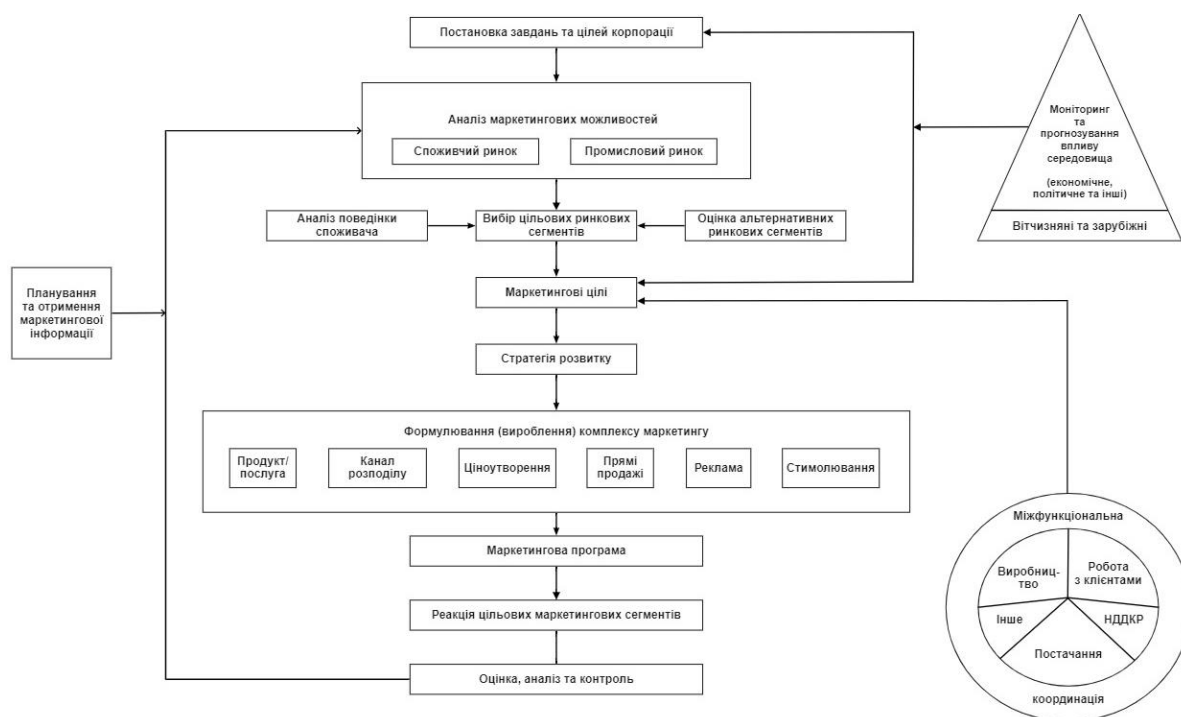 Постановка завдань та цілей корпорації
Аналіз маркетингових можливостей
Споживчий ринок
Промисловий ринок
Аналіз поведінки
споживача
Вибір цільових ринкових
сегментів
Оцінка альтернативних
ринкових сегментів
Маркетингові цілі
Стратегія розвитку
Формулювання (вироблення) комплексу маркетингу
Продукт/
послуга
Канал
розподілу
Ціноутворення
Прямі
продажі
Реклама
Стимолювання
Маркетингова програма
Реакція цільових маркетингових сегментів
Оцінка, аналіз та контроль
Планування
та отримення
маркетингової
інформації
Моніторинг
та
прогнозування
впливу
середовища
(економічне,
політичне та інші)
Вітчизняні та зарубіжні
Міжфункціональна
Виробниц-
тво
Робота
з клієнтами
Інше
НДДКР
Постачання
координація